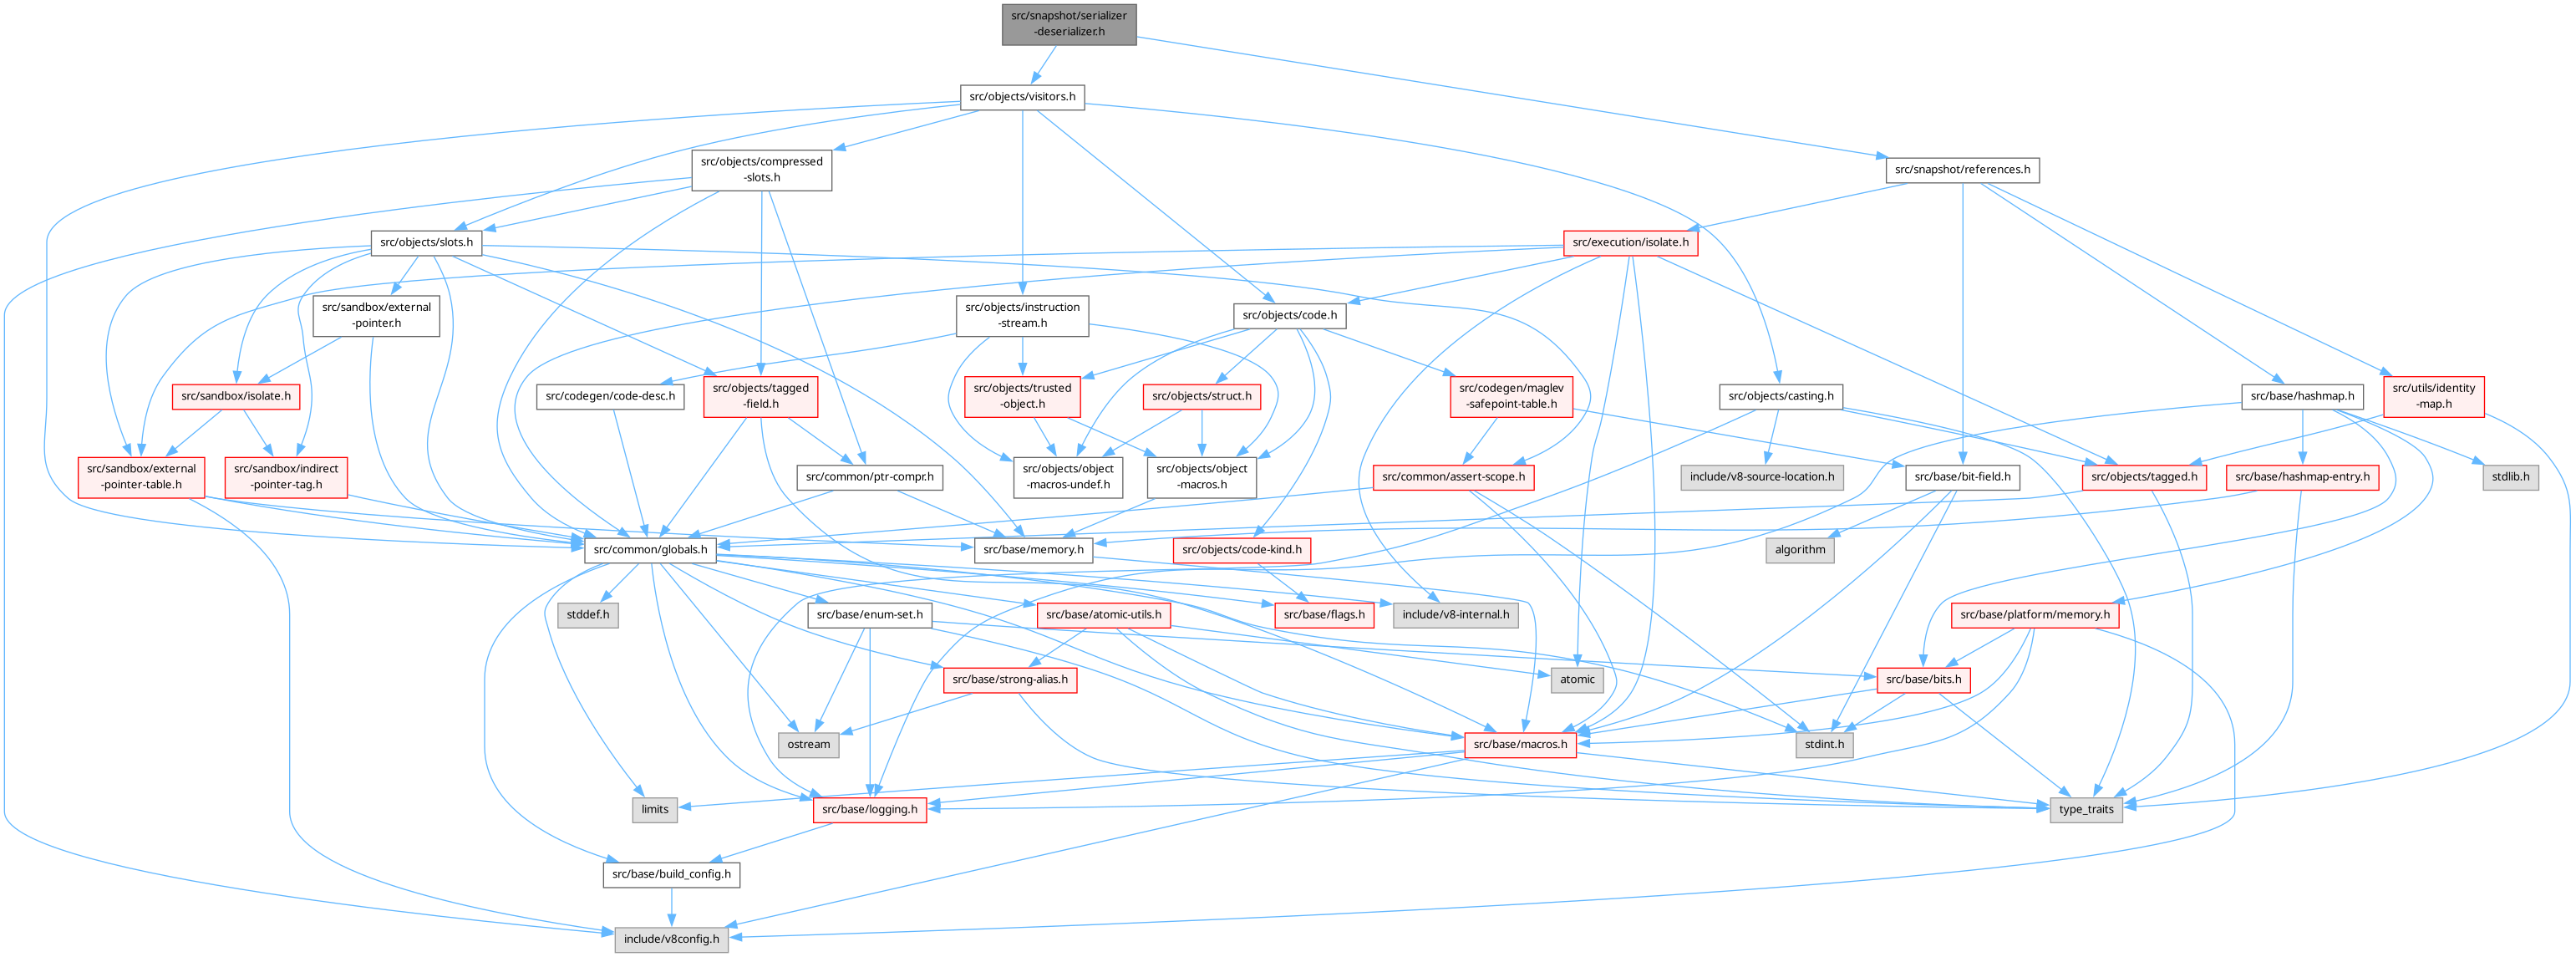 src/snapshot/serializer
-deserializer.h
src/objects/visitors.h
src/objects/compressed
-slots.h
src/snapshot/references.h
src/objects/slots.h
src/execution/isolate.h
src/sandbox/external
-pointer.h
src/objects/instruction
-stream.h
src/objects/code.h
src/sandbox/isolate.h
src/codegen/code-desc.h
src/objects/tagged
-field.h
src/objects/trusted
-object.h
src/objects/struct.h
src/codegen/maglev
-safepoint-table.h
src/objects/casting.h
src/base/hashmap.h
src/utils/identity
-map.h
src/sandbox/external
-pointer-table.h
src/sandbox/indirect
-pointer-tag.h
src/common/ptr-compr.h
src/objects/object
-macros-undef.h
src/objects/object
-macros.h
src/common/assert-scope.h
include/v8-source-location.h
src/base/bit-field.h
src/objects/tagged.h
src/base/hashmap-entry.h
stdlib.h
src/common/globals.h
src/base/memory.h
src/objects/code-kind.h
algorithm
stddef.h
src/base/enum-set.h
src/base/atomic-utils.h
src/base/flags.h
include/v8-internal.h
src/base/platform/memory.h
src/base/strong-alias.h
atomic
src/base/bits.h
ostream
src/base/macros.h
stdint.h
limits
src/base/logging.h
type_traits
src/base/build_config.h
include/v8config.h